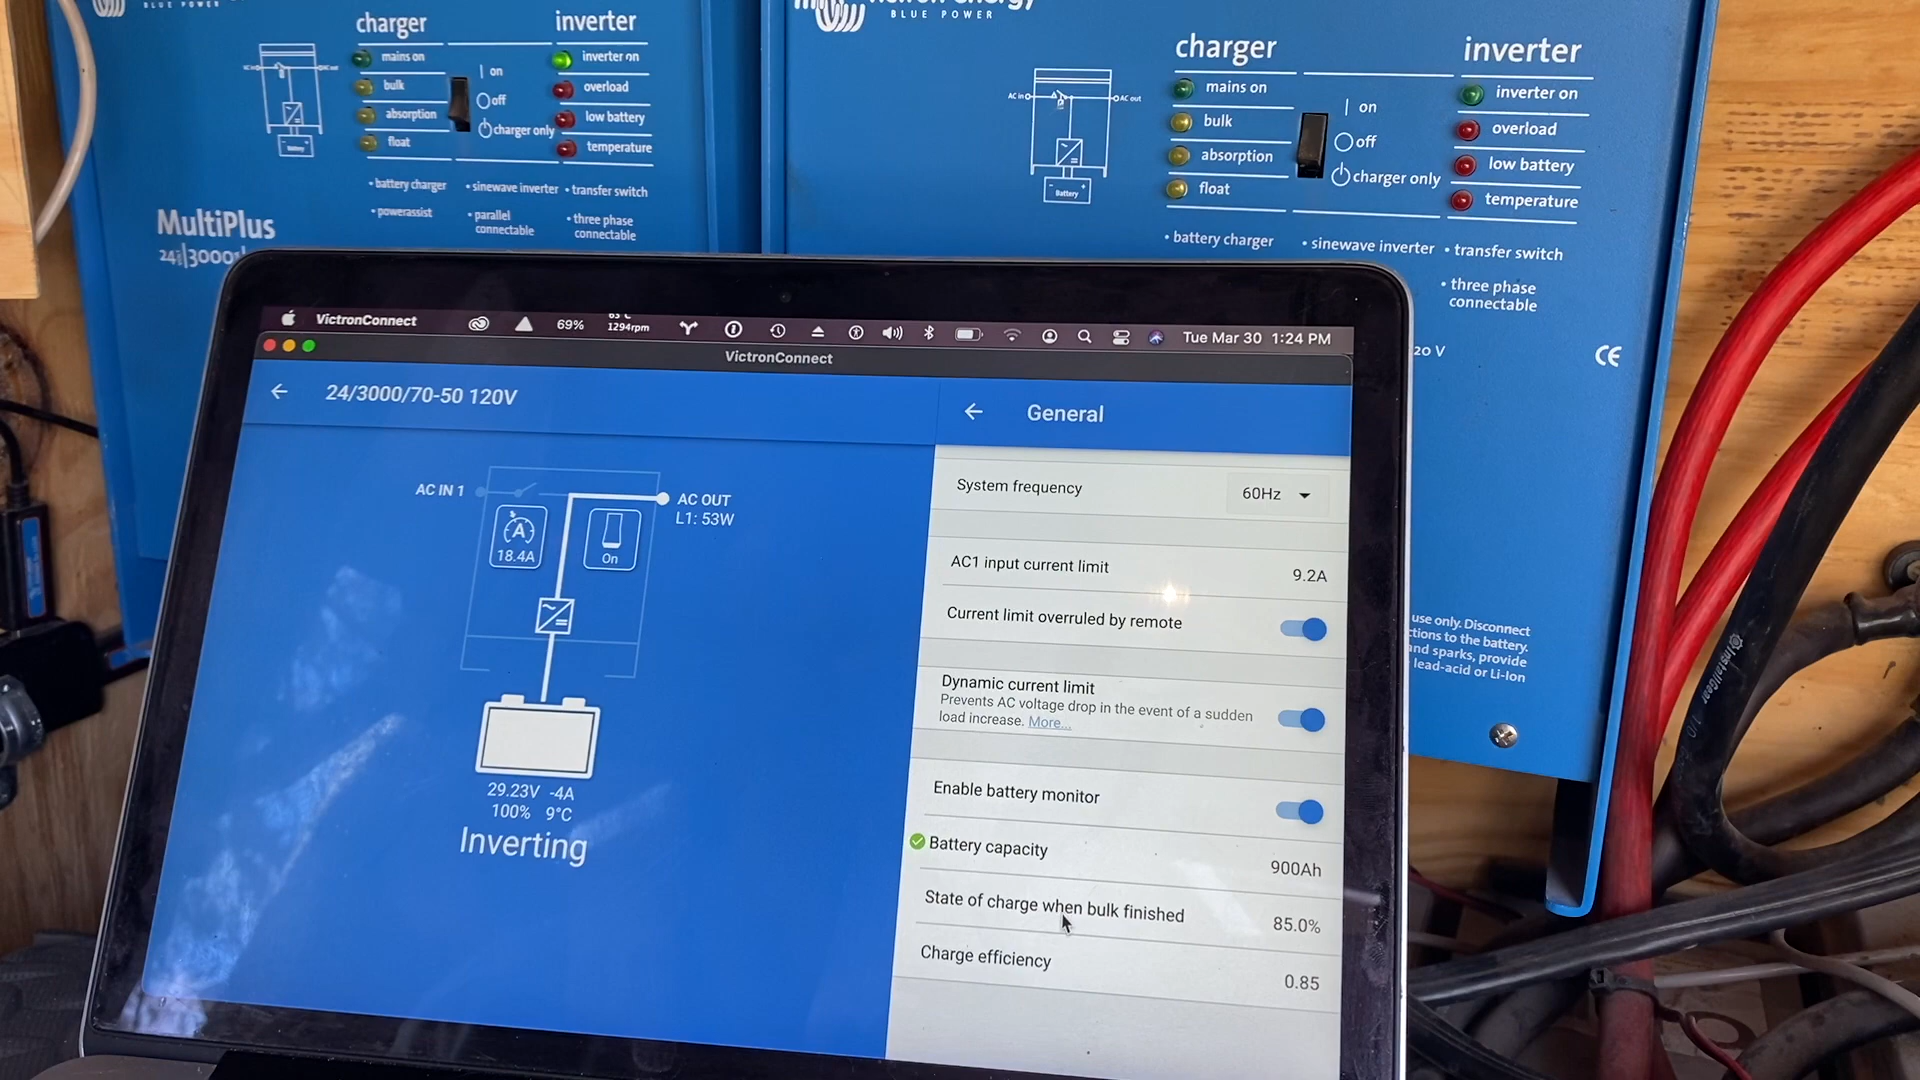 BLUE POWER
charger
inverter
mains on
bulk
absorption
float
on
off
charger only
inverter on
overload
low battery
temperature
Battery
• battery charger
• sinewave inverter
• transfer switch
• powerassist
• parallel
connectable
• three phase
connectable
MultiPlus
BLUE POWER
charger
inverter
mains on
bulk
absorption
float
AC in
AC out
Battery
on
off
charger only
inverter on
overload
low battery
temperature
• battery charger
• sinewave inverter
• transfer switch
• three phase
connectable
20 V
CE
use only. Disconnect
tions to the battery.
nd sparks, provide
lead-acid or Li-Ion
InstallGear
VictronConnect
69%
1294rpm
Tue Mar 30 1:24 PM
VictronConnect
24/3000/70-50 120V
AC IN 1
18.4A
On
AC OUT
L1: 53W
29.23V -4A
100% 9°C
Inverting
General
System frequency
60Hz
AC1 input current limit
9.2A
Current limit overruled by remote
Dynamic current limit
Prevents AC voltage drop in the event of a sudden
load increase. More...
Enable battery monitor
Battery capacity
900Ah
State of charge when bulk finished
85.0%
Charge efficiency
0.85